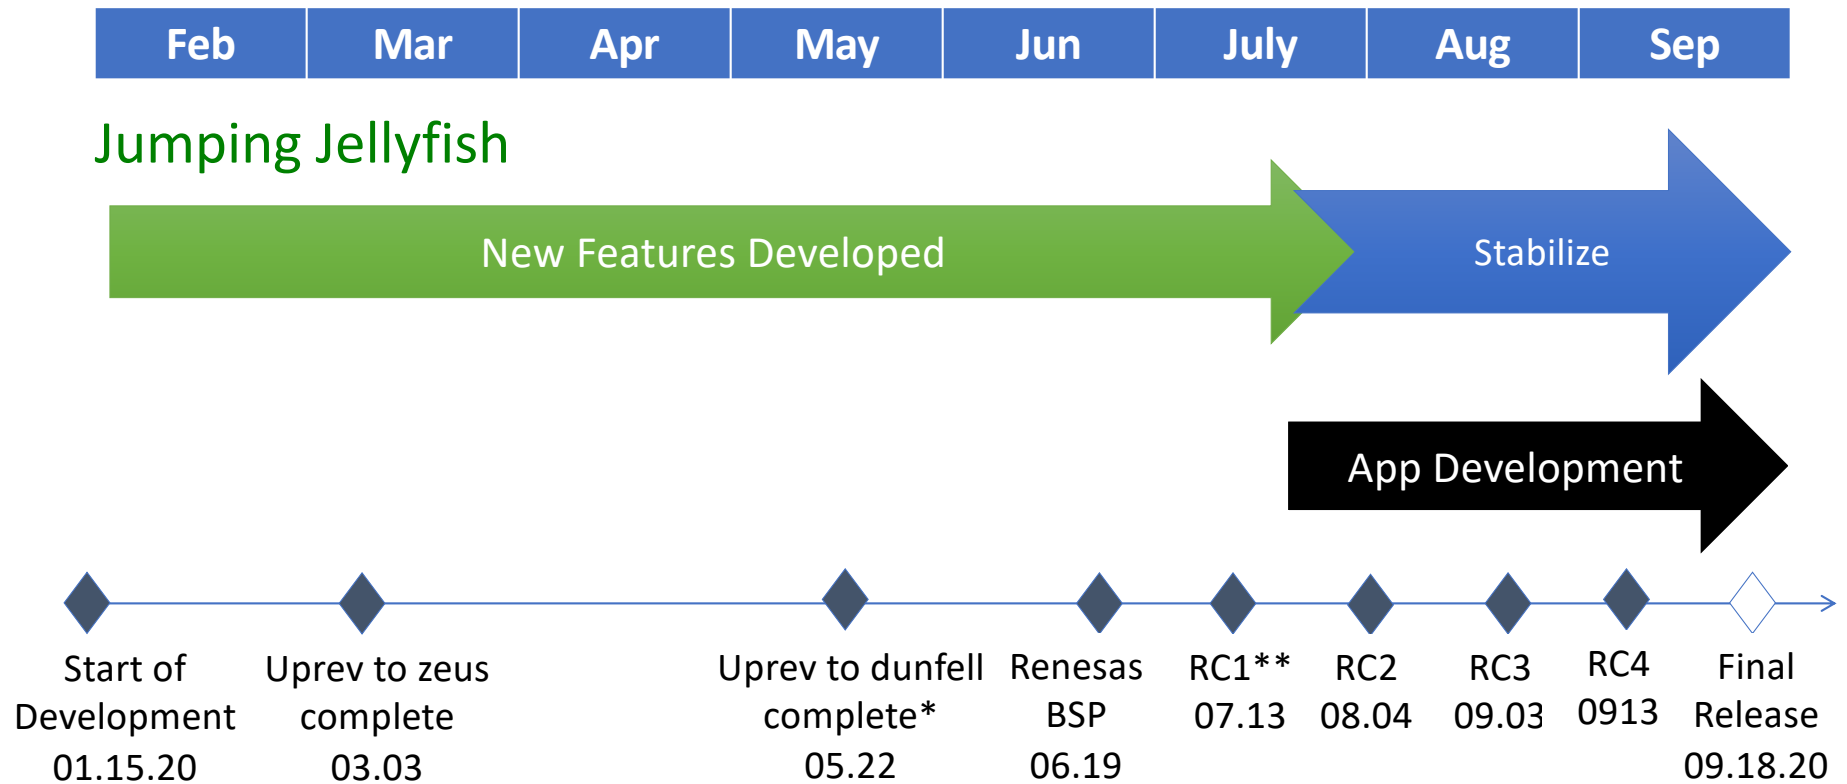 Feb Mar Apr May Jun July Aug Sep
Jumping Jellyfish
New Features Developed
Stabilize
App Development
Start of
Development
01.15.20
Uprev to zeus
complete
03.03
Uprev to dunfell
complete*
05.22
Renesas
BSP
06.19
RC1**
07.13
RC2
08.04
RC3
09.03
RC4
0913
Final
Release
09.18.20